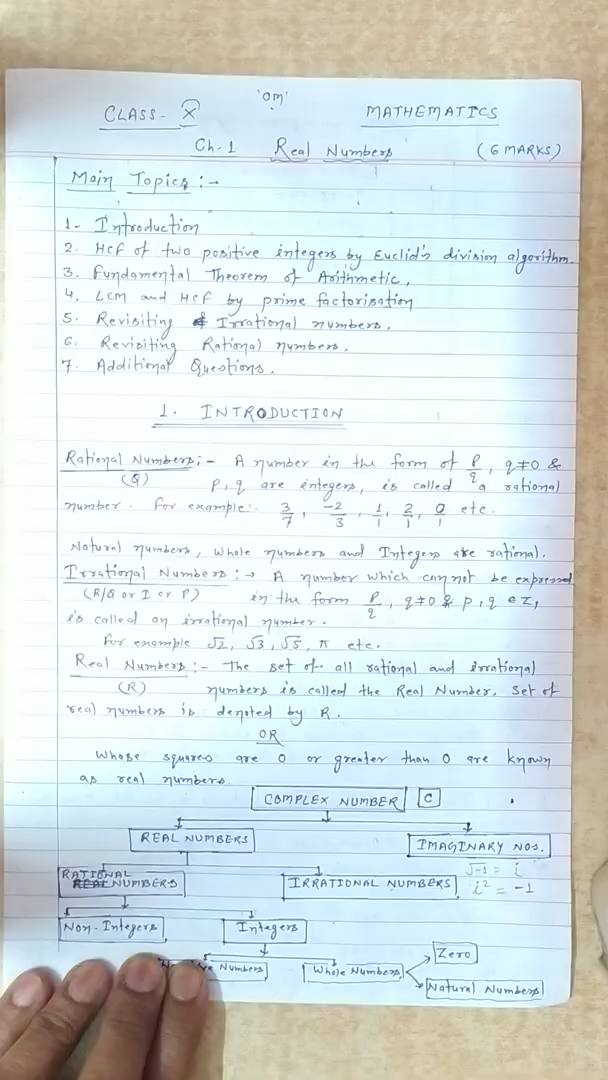 'OM'
CLASS - X MATHEMATICS
Ch-1 Real Numbers (6 MARKS)
Main Topics :-
1- Introduction
2. HCF of two positive integers by Euclid's division algorithm.
3. Fundamental Theorem of Arithmetic.
4. LCM and HCF by prime factorisation
5. Revisiting Irrational numbers.
6. Revisiting Rational numbers.
7. Additional Questions.
1. INTRODUCTION
Rational Numbers :- A number in the form of p/q, q≠0 &
(Q) p, q are integers, is called a rational
number. For example:- 3/7, -2/3, 1/1, 2/1, 0/1 etc.
Natural numbers, Whole numbers and Integers are rational.
Irrational Numbers :→ A number which can not be expressed
(R/Q or I or P) in the form p/q, q≠0 & p, q ∈ Z,
is called an irrational number.
For example √2, √3, √5, π etc.
Real Numbers :- The set of all rational and irrational
(R) numbers is called the Real Number. Set of
real numbers is denoted by R.
OR
Whose squares are 0 or greater than 0 are known
as real numbers.
COMPLEX NUMBER C
REAL NUMBERS IMAGINARY NOS.
√-1 = i
i² = -1
RATIONAL NUMBERS IRRATIONAL NUMBERS
Non-Integers Integers
Numbers Whole Numbers Zero
Natural Numbers